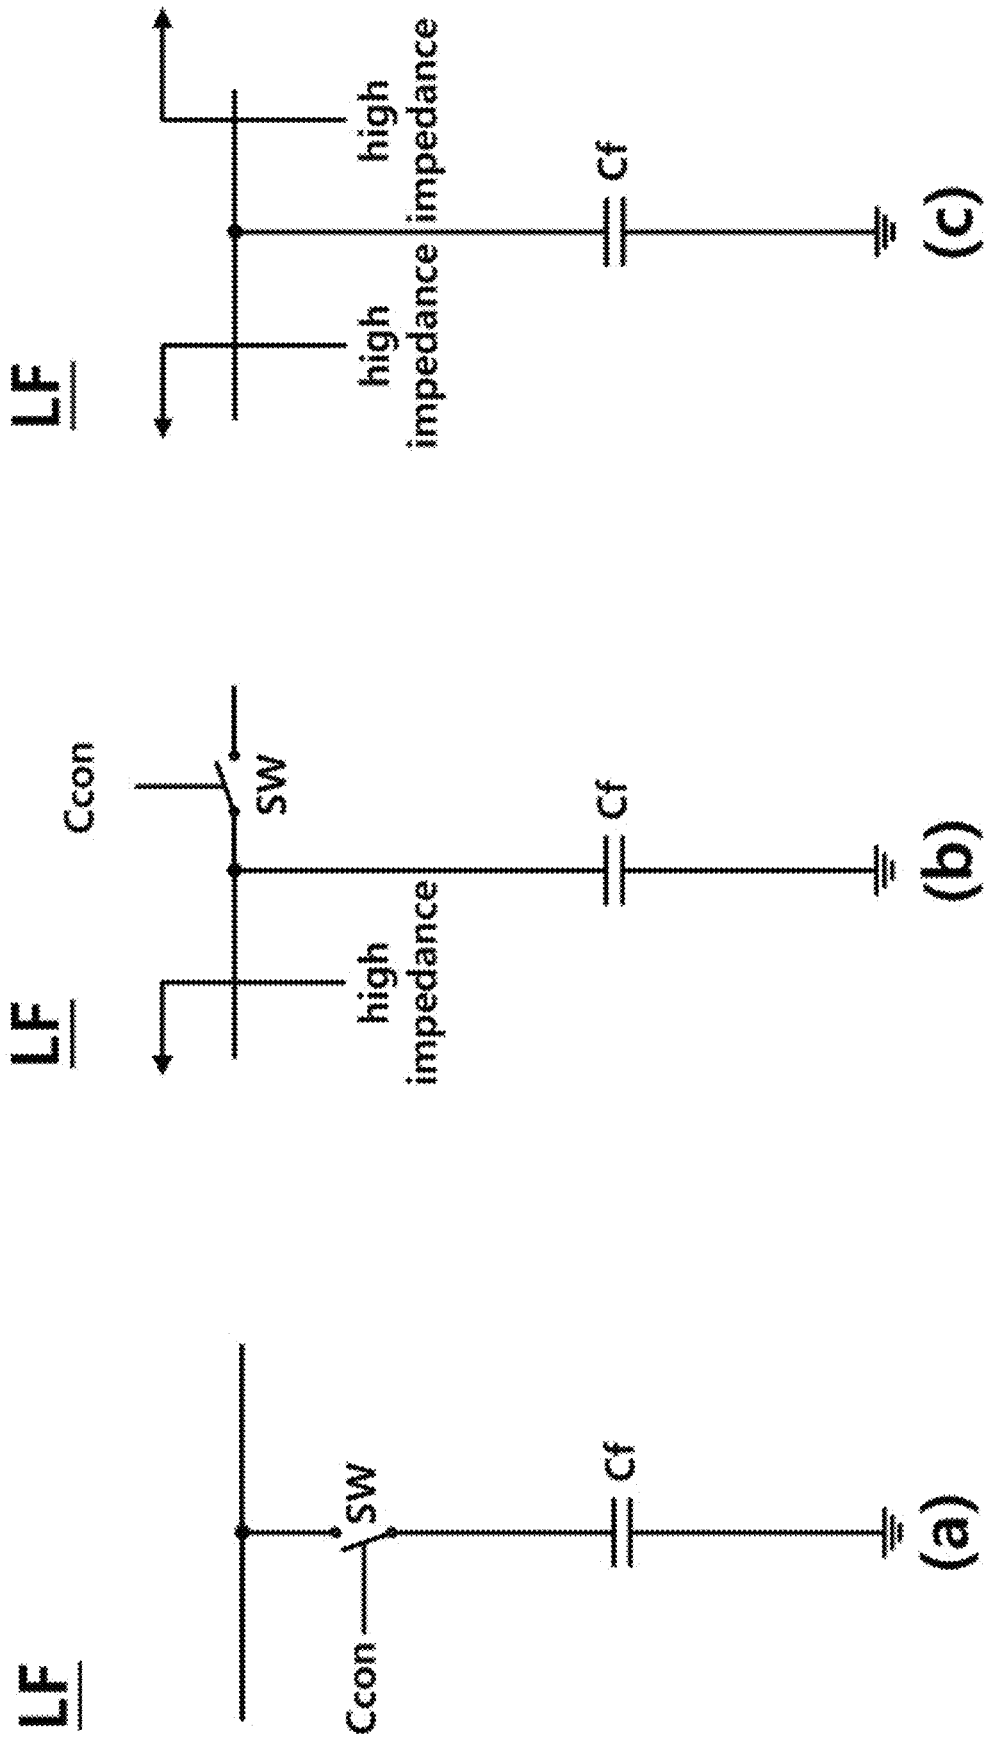 LF
Ccon
SW
Cf
(a)
LF
Ccon
SW
high
impedance
Cf
(b)
LF
high
impedance
high
impedance
Cf
(c)